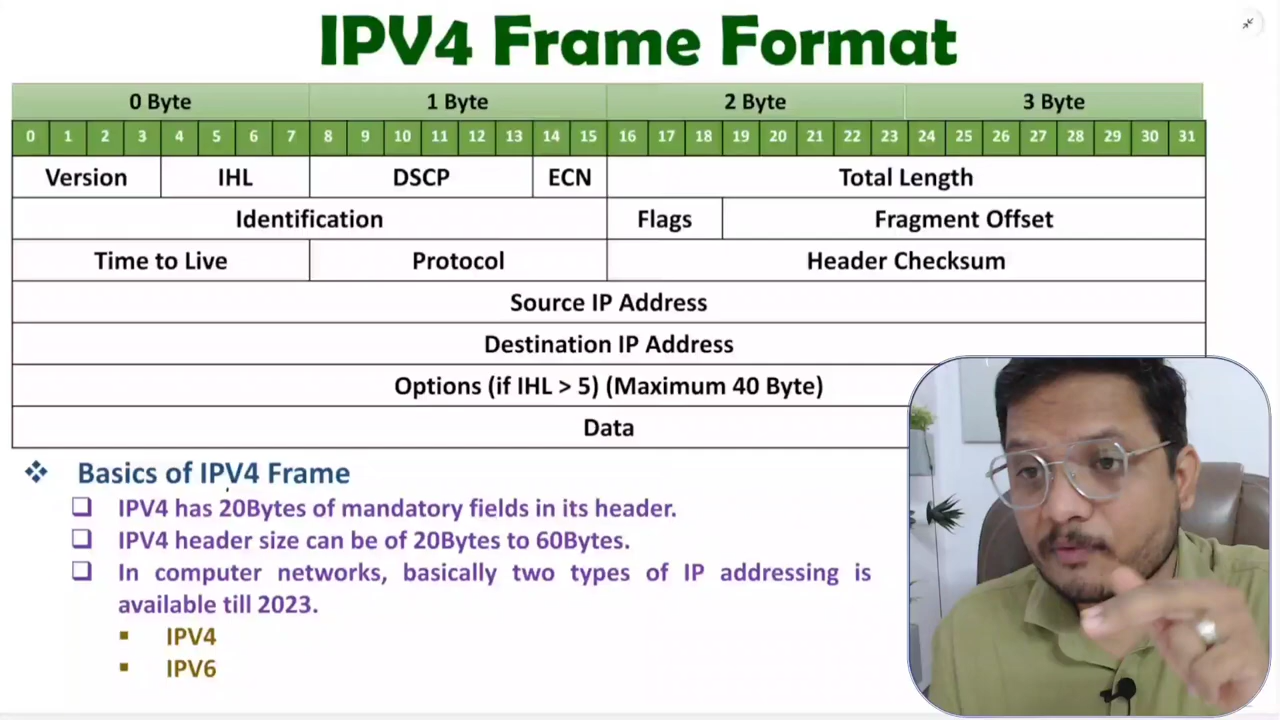 IPV4 Frame Format
0 Byte 1 Byte 2 Byte 3 Byte
0 1 2 3 4 5 6 7 8 9 10 11 12 13 14 15 16 17 18 19 20 21 22 23 24 25 26 27 28 29 30 31
Version IHL DSCP ECN Total Length
Identification Flags Fragment Offset
Time to Live Protocol Header Checksum
Source IP Address
Destination IP Address
Options (if IHL > 5) (Maximum 40 Byte)
Data
Basics of IPV4 Frame
IPV4 has 20Bytes of mandatory fields in its header.
IPV4 header size can be of 20Bytes to 60Bytes.
In computer networks, basically two types of IP addressing is
available till 2023.
IPV4
IPV6